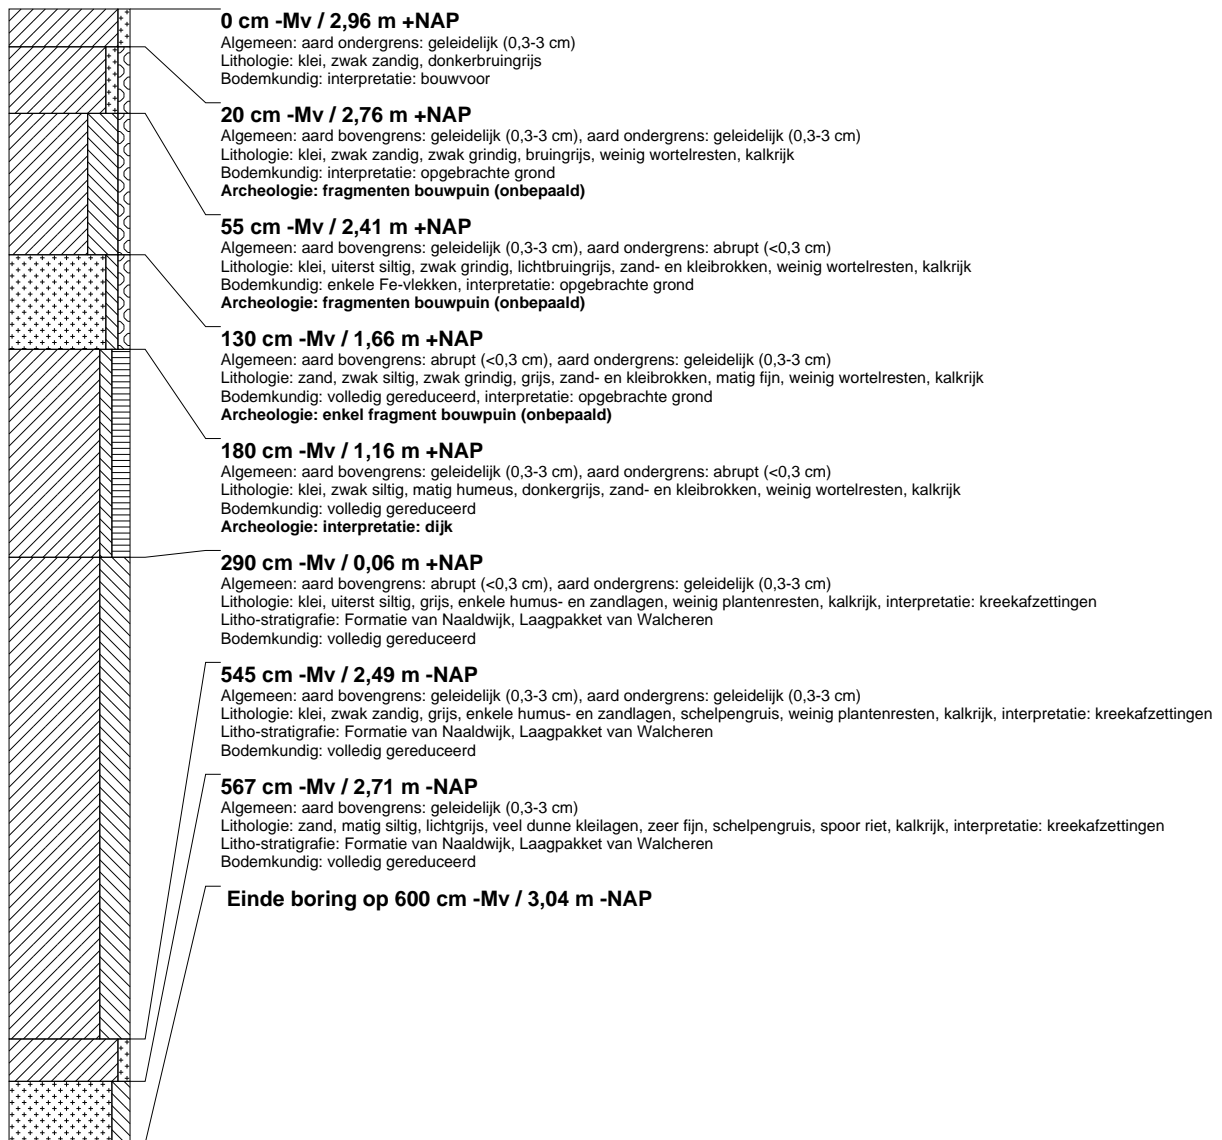 0 cm -Mv / 2,96 m +NAP
Algemeen: aard ondergrens: geleidelijk (0,3-3 cm)
Lithologie: klei, zwak zandig, donkerbruingrijs
Bodemkundig: interpretatie: bouwvoor
20 cm -Mv / 2,76 m +NAP
Algemeen: aard bovengrens: geleidelijk (0,3-3 cm), aard ondergrens: geleidelijk (0,3-3 cm)
Lithologie: klei, zwak zandig, zwak grindig, bruingrijs, weinig wortelresten, kalkrijk
Bodemkundig: interpretatie: opgebrachte grond
Archeologie: fragmenten bouwpuin (onbepaald)
55 cm -Mv / 2,41 m +NAP
Algemeen: aard bovengrens: geleidelijk (0,3-3 cm), aard ondergrens: abrupt (<0,3 cm)
Lithologie: klei, uiterst siltig, zwak grindig, lichtbruingrijs, zand- en kleibrokken, weinig wortelresten, kalkrijk
Bodemkundig: enkele Fe-vlekken, interpretatie: opgebrachte grond
Archeologie: fragmenten bouwpuin (onbepaald)
130 cm -Mv / 1,66 m +NAP
Algemeen: aard bovengrens: abrupt (<0,3 cm), aard ondergrens: geleidelijk (0,3-3 cm)
Lithologie: zand, zwak siltig, zwak grindig, grijs, zand- en kleibrokken, matig fijn, weinig wortelresten, kalkrijk
Bodemkundig: volledig gereduceerd, interpretatie: opgebrachte grond
Archeologie: enkel fragment bouwpuin (onbepaald)
180 cm -Mv / 1,16 m +NAP
Algemeen: aard bovengrens: geleidelijk (0,3-3 cm), aard ondergrens: abrupt (<0,3 cm)
Lithologie: klei, zwak siltig, matig humeus, donkergrijs, zand- en kleibrokken, weinig wortelresten, kalkrijk
Bodemkundig: volledig gereduceerd
Archeologie: interpretatie: dijk
290 cm -Mv / 0,06 m +NAP
Algemeen: aard bovengrens: abrupt (<0,3 cm), aard ondergrens: geleidelijk (0,3-3 cm)
Lithologie: klei, uiterst siltig, grijs, enkele humus- en zandlagen, weinig plantenresten, kalkrijk, interpretatie: kreekafzettingen
Litho-stratigrafie: Formatie van Naaldwijk, Laagpakket van Walcheren
Bodemkundig: volledig gereduceerd
545 cm -Mv / 2,49 m -NAP
Algemeen: aard bovengrens: geleidelijk (0,3-3 cm), aard ondergrens: geleidelijk (0,3-3 cm)
Lithologie: klei, zwak zandig, grijs, enkele humus- en zandlagen, schelpengruis, weinig plantenresten, kalkrijk, interpretatie: kreekafzettingen
Litho-stratigrafie: Formatie van Naaldwijk, Laagpakket van Walcheren
Bodemkundig: volledig gereduceerd
567 cm -Mv / 2,71 m -NAP
Algemeen: aard bovengrens: geleidelijk (0,3-3 cm)
Lithologie: zand, matig siltig, lichtgrijs, veel dunne kleilagen, zeer fijn, schelpengruis, spoor riet, kalkrijk, interpretatie: kreekafzettingen
Litho-stratigrafie: Formatie van Naaldwijk, Laagpakket van Walcheren
Bodemkundig: volledig gereduceerd
Einde boring op 600 cm -Mv / 3,04 m -NAP